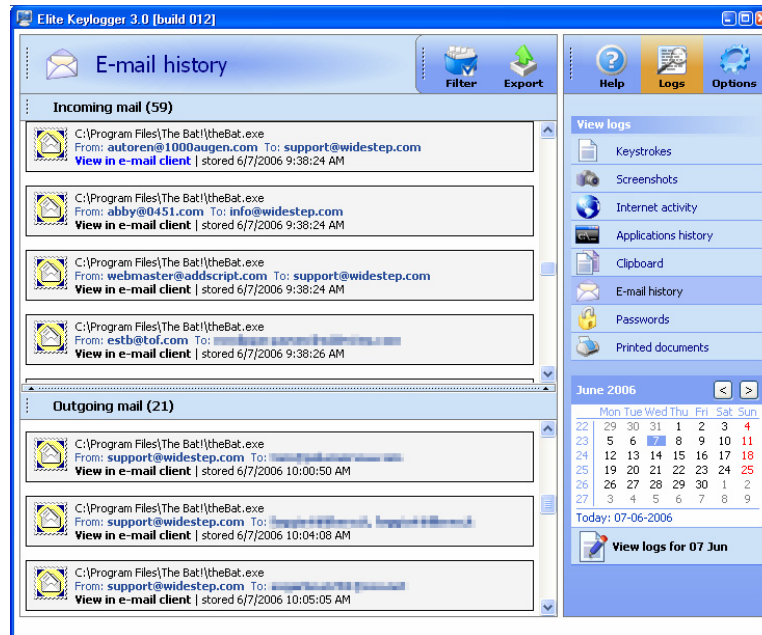 Elite Keylogger 3.0 [build 012]
E-mail history
Filter
Export
Help
Logs
Options
Incoming mail (59)
C:\Program Files\The Bat!\theBat.exe
From: autoren@1000augen.com To: support@widestep.com
View in e-mail client | stored 6/7/2006 9:38:24 AM
C:\Program Files\The Bat!\theBat.exe
From: abby@0451.com To: info@widestep.com
View in e-mail client | stored 6/7/2006 9:38:24 AM
C:\Program Files\The Bat!\theBat.exe
From: webmaster@addscript.com To: support@widestep.com
View in e-mail client | stored 6/7/2006 9:38:24 AM
C:\Program Files\The Bat!\theBat.exe
From: estb@tof.com To:
View in e-mail client | stored 6/7/2006 9:38:26 AM
Outgoing mail (21)
C:\Program Files\The Bat!\theBat.exe
From: support@widestep.com To:
View in e-mail client | stored 6/7/2006 10:00:50 AM
C:\Program Files\The Bat!\theBat.exe
From: support@widestep.com To:
View in e-mail client | stored 6/7/2006 10:04:08 AM
C:\Program Files\The Bat!\theBat.exe
From: support@widestep.com To:
View in e-mail client | stored 6/7/2006 10:05:05 AM
View logs
Keystrokes
Screenshots
Internet activity
Applications history
Clipboard
E-mail history
Passwords
Printed documents
June 2006 < >
Mon Tue Wed Thu Fri Sat Sun
22 29 30 31 1 2 3 4
23 5 6 7 8 9 10 11
24 12 13 14 15 16 17 18
25 19 20 21 22 23 24 25
26 26 27 28 29 30 1 2
27 3 4 5 6 7 8 9
Today: 07-06-2006
View logs for 07 Jun